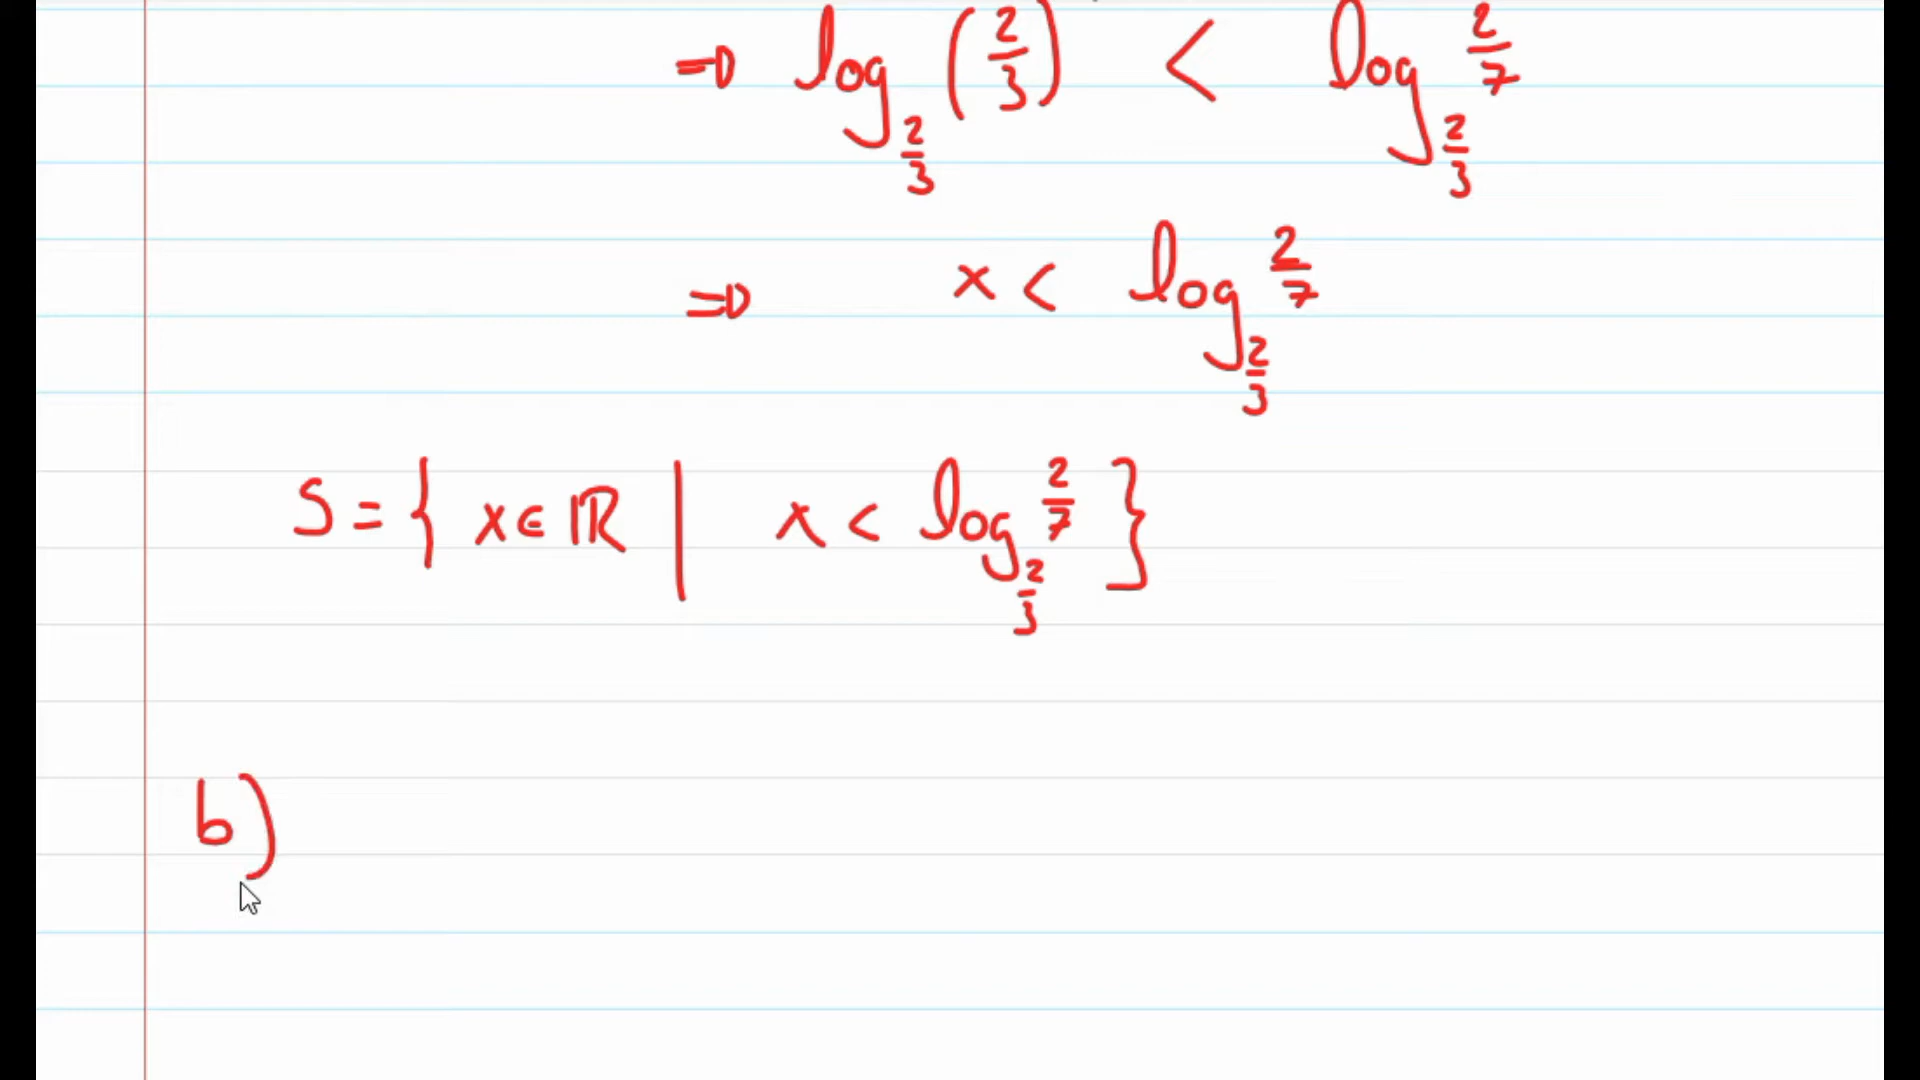 ⇒ log_{2/3} (2/3) < log_{2/3} 2/7
⇒ x < log_{2/3} 2/7
S = { x ∈ ℝ | x < log_{2/3} 2/7 }
b)